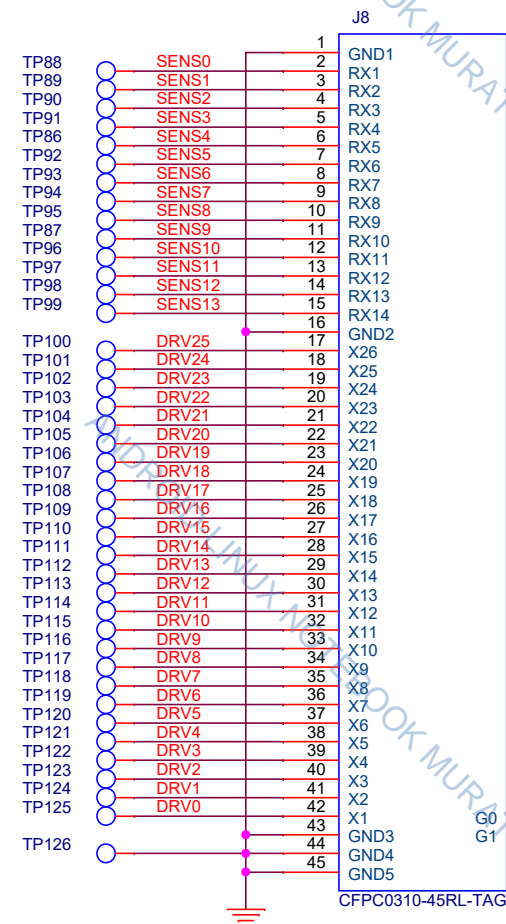 J8
1 GND1
TP88 SENS0 2 RX1
TP89 SENS1 3 RX2
TP90 SENS2 4 RX3
TP91 SENS3 5 RX4
TP86 SENS4 6 RX5
TP92 SENS5 7 RX6
TP93 SENS6 8 RX7
TP94 SENS7 9 RX8
TP95 SENS8 10 RX9
TP87 SENS9 11 RX10
TP96 SENS10 12 RX11
TP97 SENS11 13 RX12
TP98 SENS12 14 RX13
TP99 SENS13 15 RX14
16 GND2
TP100 DRV25 17 X26
TP101 DRV24 18 X25
TP102 DRV23 19 X24
TP103 DRV22 20 X23
TP104 DRV21 21 X22
TP105 DRV20 22 X21
TP106 DRV19 23 X20
TP107 DRV18 24 X19
TP108 DRV17 25 X18
TP109 DRV16 26 X17
TP110 DRV15 27 X16
TP111 DRV14 28 X15
TP112 DRV13 29 X14
TP113 DRV12 30 X13
TP114 DRV11 31 X12
TP115 DRV10 32 X11
TP116 DRV9 33 X10
TP117 DRV8 34 X9
TP118 DRV7 35 X8
TP119 DRV6 36 X7
TP120 DRV5 37 X6
TP121 DRV4 38 X5
TP122 DRV3 39 X4
TP123 DRV2 40 X3
TP124 DRV1 41 X2
TP125 DRV0 42 X1 G0
43 GND3 G1
TP126 44 GND4
45 GND5
CFPC0310-45RL-TAG
ANDROID LINUX NOTEBOOK MURAT
OK MURAT